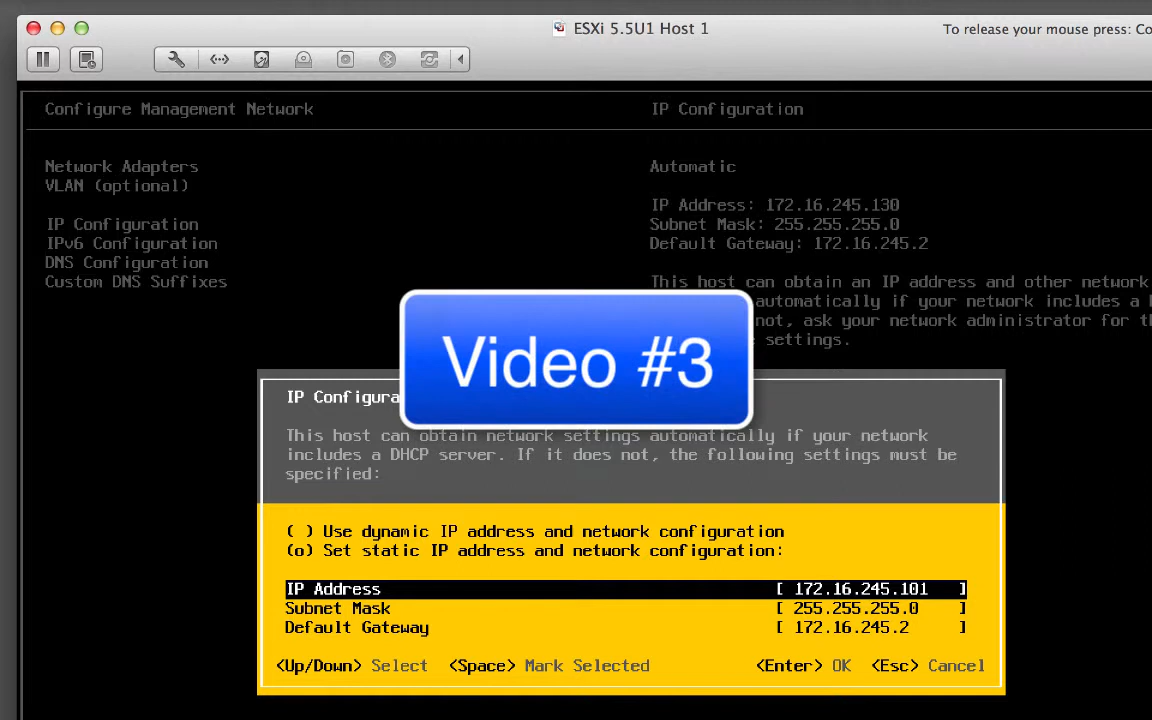 ESXi 5.5U1 Host 1
To release your mouse press: Co
Configure Management Network
IP Configuration
Network Adapters
VLAN (optional)
IP Configuration
IPv6 Configuration
DNS Configuration
Custom DNS Suffixes
Automatic
IP Address: 172.16.245.130
Subnet Mask: 255.255.255.0
Default Gateway: 172.16.245.2
This host can obtain an IP address and other network
automatically if your network includes a
not, ask your network administrator for
settings.
Video #3
IP Configura
This host can obtain network settings automatically if your network
includes a DHCP server. If it does not, the following settings must be
specified:
( ) Use dynamic IP address and network configuration
(o) Set static IP address and network configuration:
IP Address [ 172.16.245.101 ]
Subnet Mask [ 255.255.255.0 ]
Default Gateway [ 172.16.245.2 ]
<Up/Down> Select <Space> Mark Selected <Enter> OK <Esc> Cancel